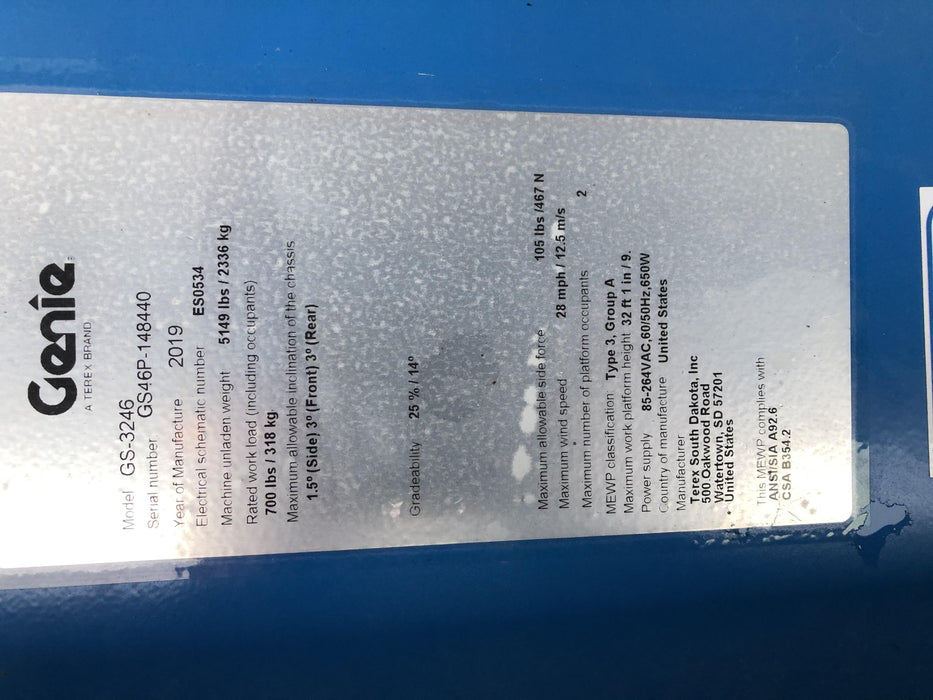 Genie
A TEREX BRAND
Model GS-3246
Serial number GS46P-148440
Year of Manufacture 2019
Electrical schematic number ES0534
Machine unladen weight 5149 lbs / 2336 kg
Rated work load (including occupants)
700 lbs / 318 kg
Maximum allowable inclination of the chassis
1.5° (Side) 3° (Front) 3° (Rear)
Gradeability 25 % / 14°
Maximum allowable side force 105 lbs /467 N
Maximum wind speed 28 mph / 12.5 m/s
Maximum number of platform occupants 2
MEWP classification Type 3, Group A
Maximum work platform height 32 ft 1 in / 9.
Power supply 85-264VAC,60/50Hz,650W
Country of manufacture United States
Manufacturer
Terex South Dakota, Inc
500 Oakwood Road
Watertown, SD 57201
United States
This MEWP complies with
ANSI/SIA A92.6
CSA B354.2